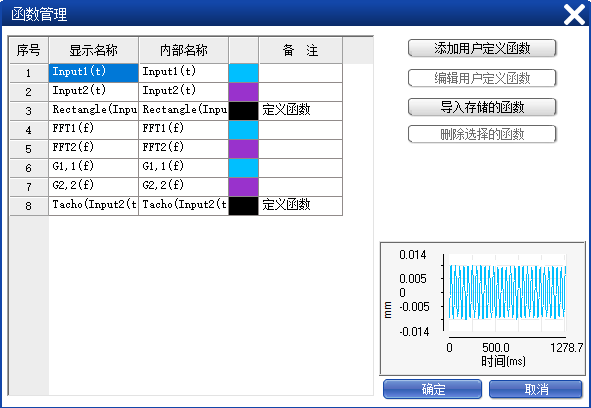 函数管理
序号 显示名称 内部名称 备 注
1 Input1(t) Input1(t)
2 Input2(t) Input2(t)
3 Rectangle(Inpu Rectangle(Inpu 定义函数
4 FFT1(f) FFT1(f)
5 FFT2(f) FFT2(f)
6 G1,1(f) G1,1(f)
7 G2,2(f) G2,2(f)
8 Tacho(Input2(t Tacho(Input2(t 定义函数
添加用户定义函数
编辑用户定义函数
导入存储的函数
删除选择的函数
0.014
0.005
0
-0.005
-0.014
mm
0 500.0 1278.7
时间(ms)
确定 取消